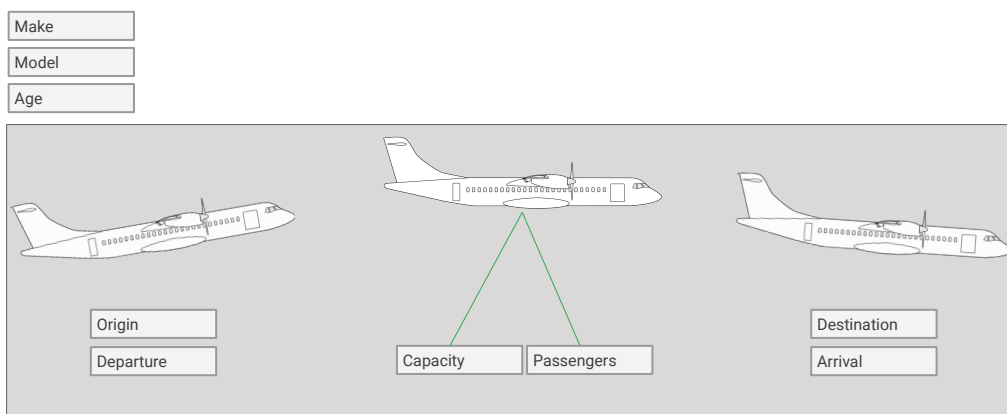 Make
Model
Age
Origin
Departure
Capacity
Passengers
Destination
Arrival